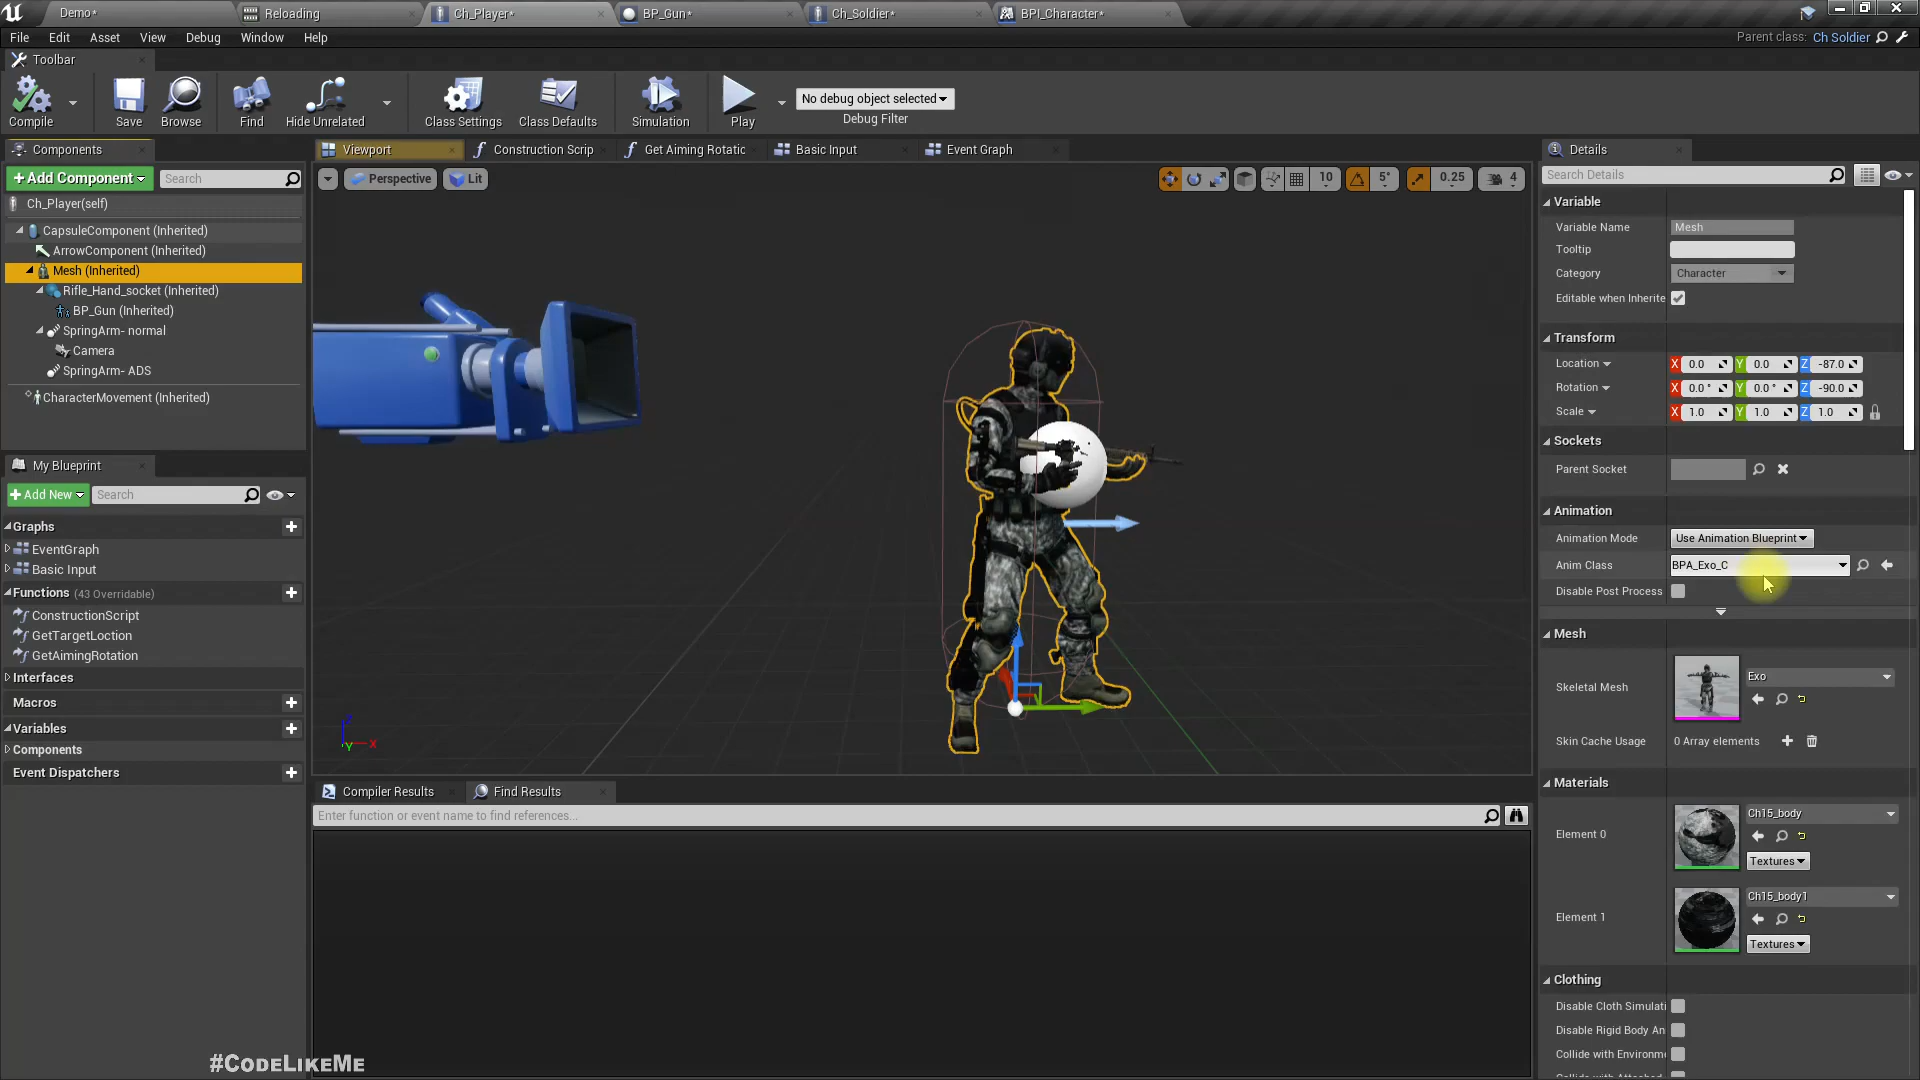 Demo*
Reloading
Ch_Player*
BP_Gun*
Ch_Soldier*
BPI_Character*
File Edit Asset View Debug Window Help
Parent class: Ch Soldier
Toolbar
Compile
Save
Browse
Find
Hide Unrelated
Class Settings
Class Defaults
Simulation
Play
No debug object selected
Debug Filter
Components
+Add Component
Search
Ch_Player(self)
CapsuleComponent (Inherited)
ArrowComponent (Inherited)
Mesh (Inherited)
Rifle_Hand_socket (Inherited)
BP_Gun (Inherited)
SpringArm- normal
Camera
SpringArm- ADS
CharacterMovement (Inherited)
My Blueprint
+Add New
Search
Graphs
EventGraph
Basic Input
Functions (43 Overridable)
ConstructionScript
GetTargetLoction
GetAimingRotation
Interfaces
Macros
Variables
Components
Event Dispatchers
Viewport
Construction Scrip
Get Aiming Rotatic
Basic Input
Event Graph
Perspective
Lit
10
5°
0.25
4
Z
X
Y
Compiler Results
Find Results
Enter function or event name to find references...
Details
Search Details
Variable
Variable Name Mesh
Tooltip
Category Character
Editable when Inherite
Transform
Location X 0.0 Y 0.0 Z -87.0
Rotation X 0.0 ° Y 0.0 ° Z -90.0
Scale X 1.0 Y 1.0 Z 1.0
Sockets
Parent Socket
Animation
Animation Mode Use Animation Blueprint
Anim Class BPA_Exo_C
Disable Post Process
Mesh
Skeletal Mesh Exo
Skin Cache Usage 0 Array elements
Materials
Element 0 Ch15_body
Textures
Element 1 Ch15_body1
Textures
Clothing
Disable Cloth Simulati
Disable Rigid Body An
Collide with Environme
#CodeLikeMe